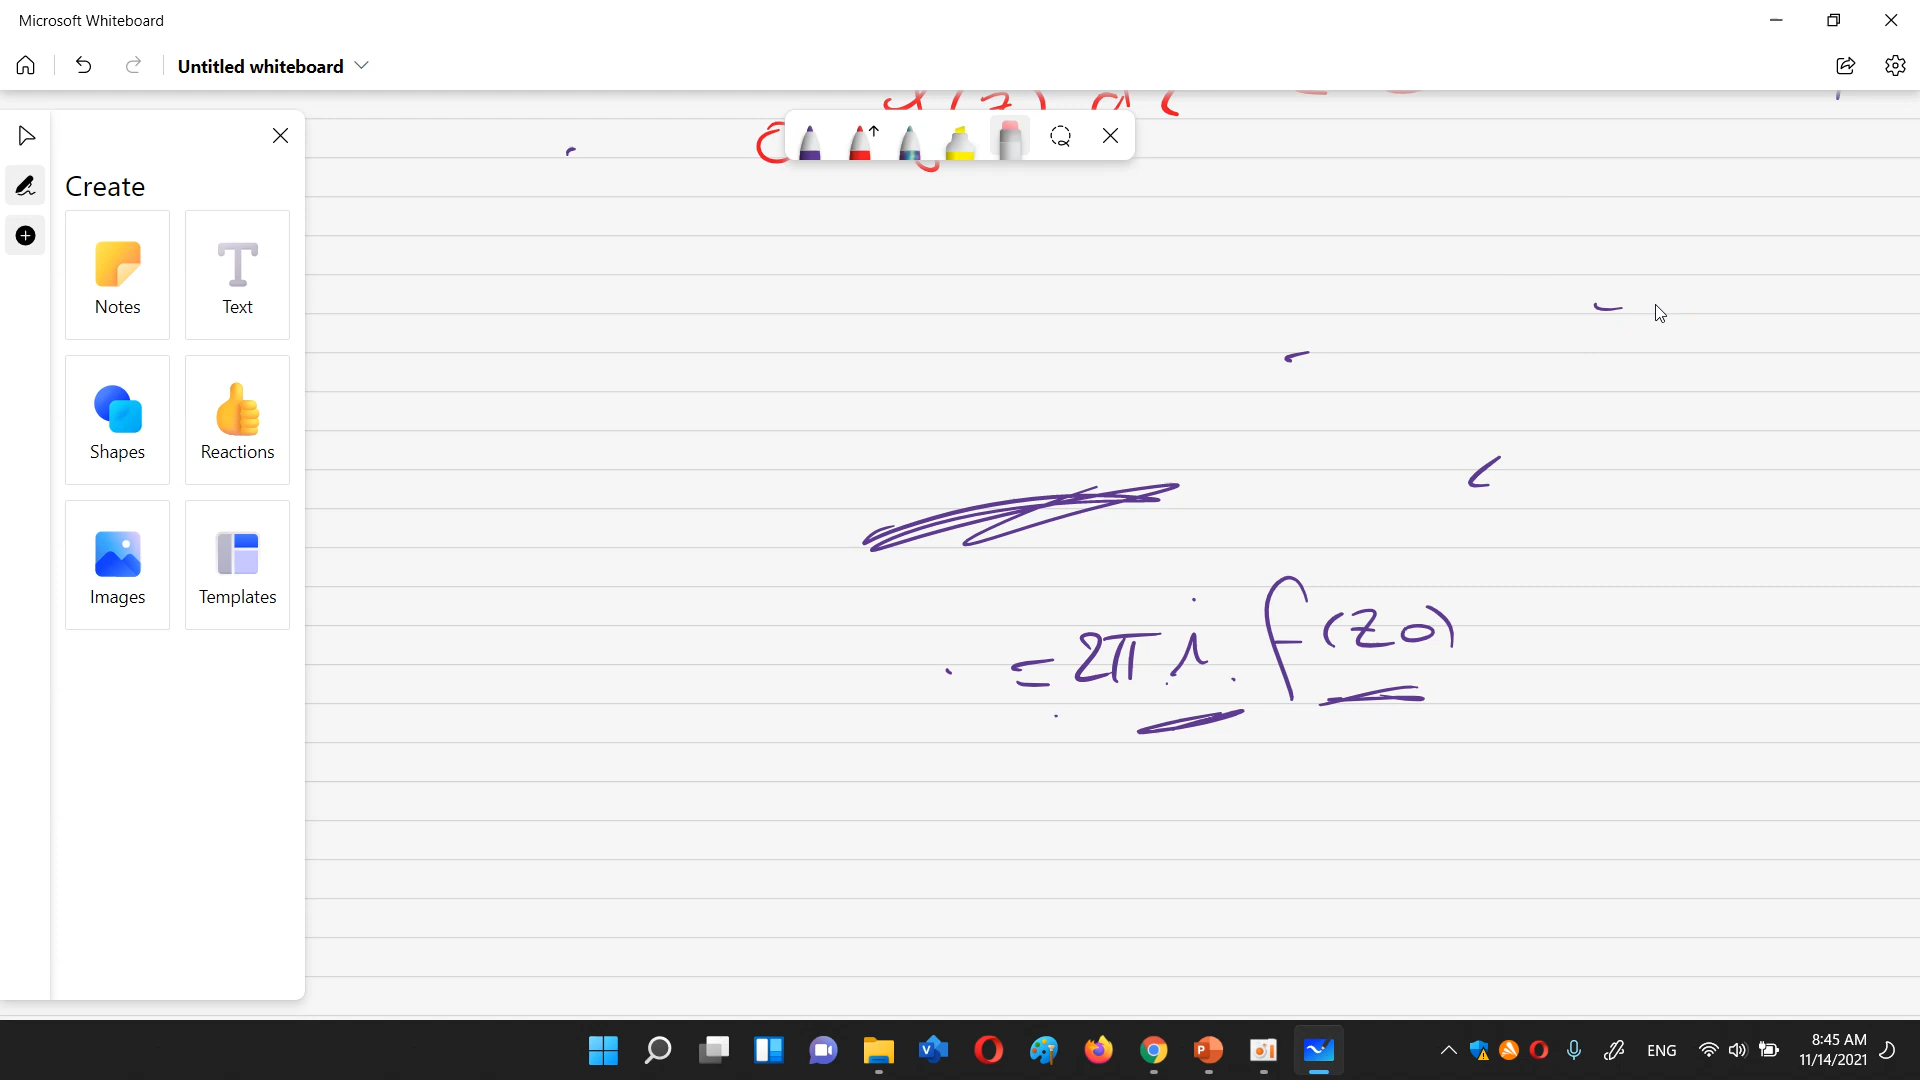 Microsoft Whiteboard
Untitled whiteboard
Create
Notes
Text
Shapes
Reactions
Images
Templates
= 2π i f(z0)
ENG
8:45 AM
11/14/2021